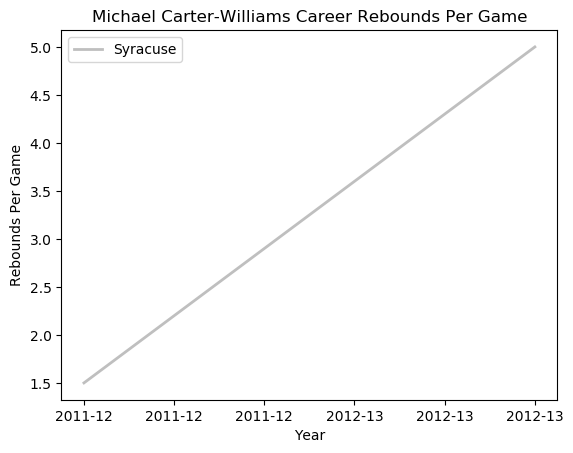 Michael Carter-Williams Career Rebounds Per Game
Syracuse
5.0
4.5
4.0
3.5
3.0
2.5
2.0
1.5
Rebounds Per Game
2011-12 2011-12 2011-12 2012-13 2012-13 2012-13
Year